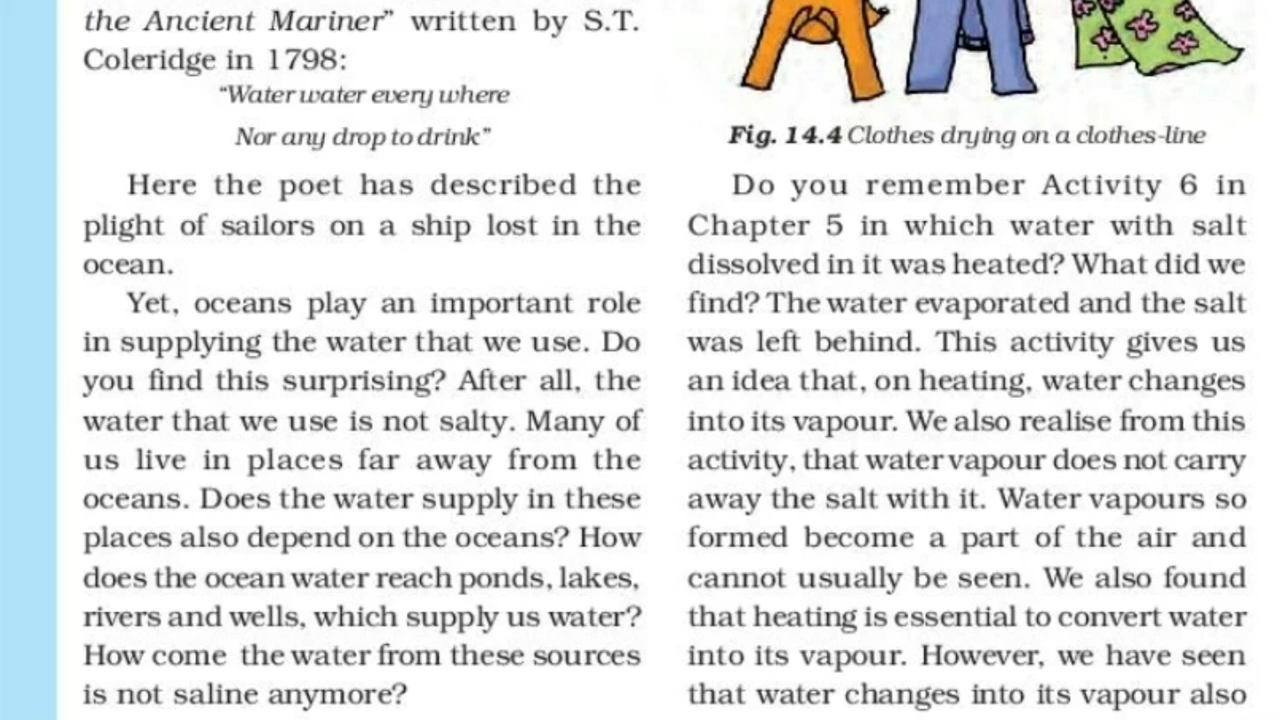 the Ancient Mariner” written by S.T.
Coleridge in 1798:
“Water water every where
Nor any drop to drink”
Here the poet has described the
plight of sailors on a ship lost in the
ocean.
Yet, oceans play an important role
in supplying the water that we use. Do
you find this surprising? After all, the
water that we use is not salty. Many of
us live in places far away from the
oceans. Does the water supply in these
places also depend on the oceans? How
does the ocean water reach ponds, lakes,
rivers and wells, which supply us water?
How come the water from these sources
is not saline anymore?
Fig. 14.4 Clothes drying on a clothes-line
Do you remember Activity 6 in
Chapter 5 in which water with salt
dissolved in it was heated? What did we
find? The water evaporated and the salt
was left behind. This activity gives us
an idea that, on heating, water changes
into its vapour. We also realise from this
activity, that water vapour does not carry
away the salt with it. Water vapours so
formed become a part of the air and
cannot usually be seen. We also found
that heating is essential to convert water
into its vapour. However, we have seen
that water changes into its vapour also